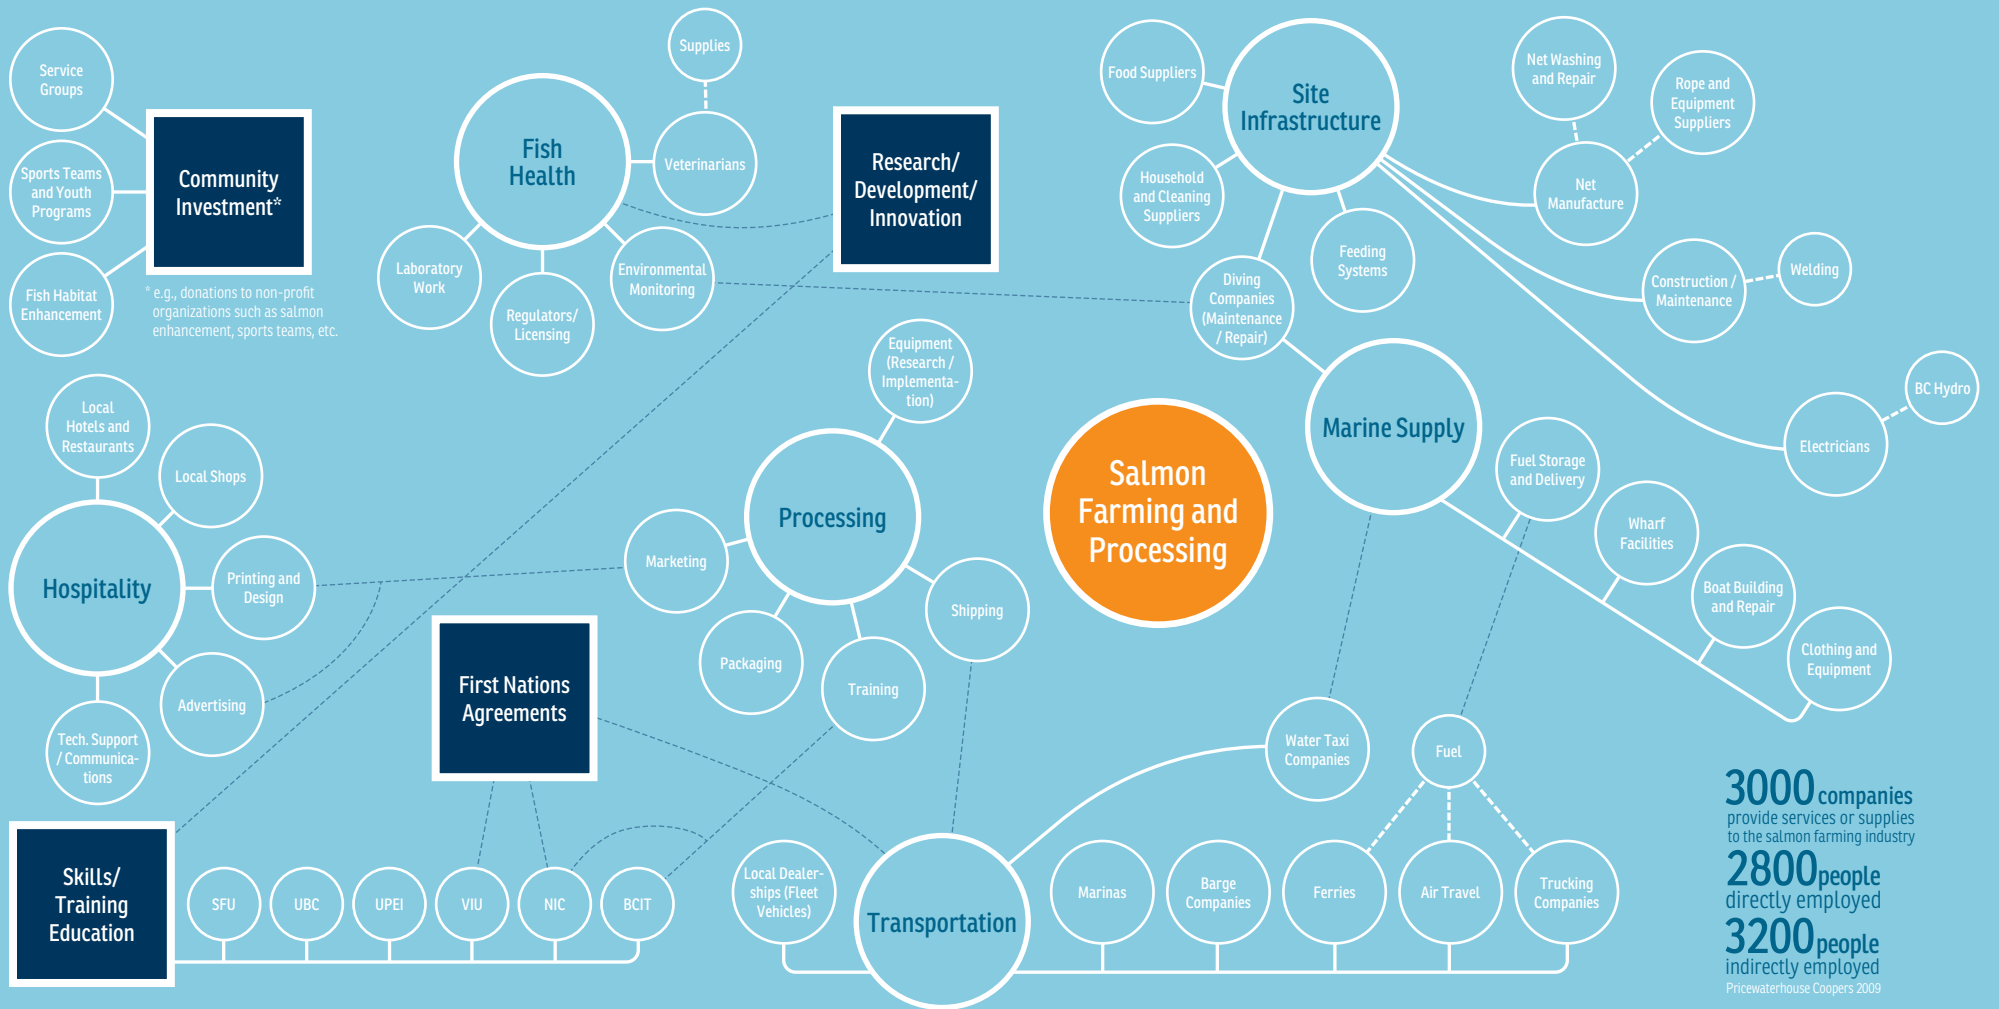 Service
Groups
Sports Teams
and Youth
Programs
Fish Habitat
Enhancement
Community
Investment*
* e.g., donations to non-profit
organizations such as salmon
enhancement, sports teams, etc.
Fish
Health
Supplies
Veterinarians
Laboratory
Work
Regulators/
Licensing
Environmental
Monitoring
Research/
Development/
Innovation
Site
Infrastructure
Food Suppliers
Household
and Cleaning
Suppliers
Diving
Companies
(Maintenance
/ Repair)
Feeding
Systems
Net Washing
and Repair
Rope and
Equipment
Suppliers
Net
Manufacture
Construction /
Maintenance
Welding
Electricians
BC Hydro
Local
Hotels and
Restaurants
Local Shops
Hospitality
Printing and
Design
Advertising
Tech. Support
/ Communica-
tions
Equipment
(Research /
Implementa-
tion)
Processing
Marketing
Packaging
Training
Shipping
Salmon
Farming and
Processing
Marine Supply
Fuel Storage
and Delivery
Wharf
Facilities
Boat Building
and Repair
Clothing and
Equipment
First Nations
Agreements
Skills/
Training
Education
SFU
UBC
UPEI
VIU
NIC
BCIT
Local Dealer-
ships (Fleet
Vehicles)
Transportation
Water Taxi
Companies
Fuel
Marinas
Barge
Companies
Ferries
Air Travel
Trucking
Companies
3000 companies
provide services or supplies
to the salmon farming industry
2800 people
directly employed
3200 people
indirectly employed
Pricewaterhouse Coopers 2009